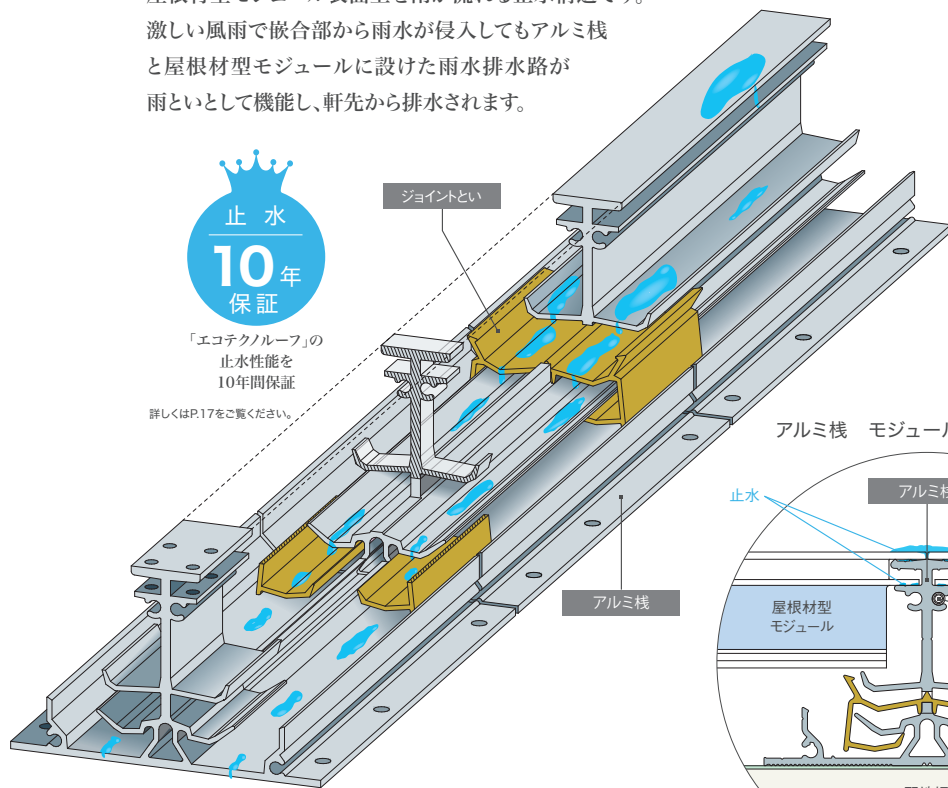 激しい風雨で嵌合部から雨水が侵入してもアルミ桟
と屋根材型モジュールに設けた雨水排水路が
雨といとして機能し、軒先から排水されます。
止 水
10年
保証
「エコテクノルーフ」の
止水性能を
10年間保証
詳しくはP.17をご覧ください。
ジョイントとい
アルミ桟
アルミ桟 モジュール
止水
アルミ桟
屋根材型
モジュール